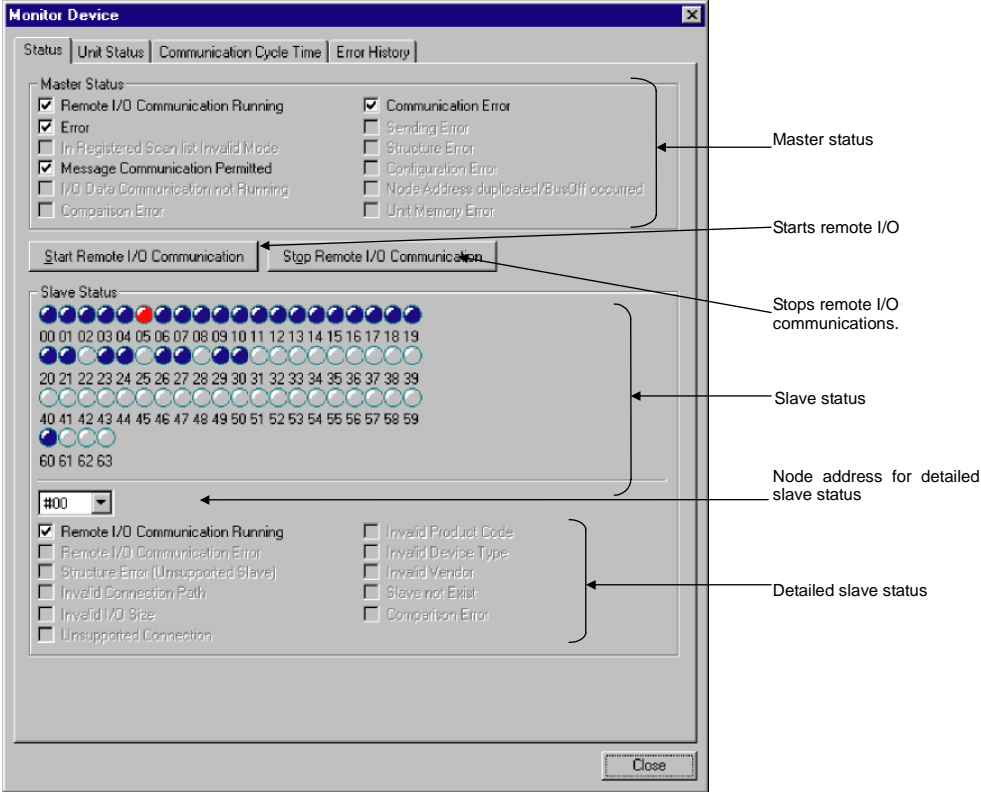 Monitor Device
Status Unit Status Communication Cycle Time Error History
Master Status
Remote I/O Communication Running
Error
In Registered Scan list Invalid Mode
Message Communication Permitted
I/O Data Communication not Running
Comparison Error
Communication Error
Sending Error
Structure Error
Configuration Error
Node Address duplicated/BusOff occurred
Unit Memory Error
Master status
Start Remote I/O Communication
Stop Remote I/O Communication
Starts remote I/O
Stops remote I/O
communications.
Slave Status
00 01 02 03 04 05 06 07 08 09 10 11 12 13 14 15 16 17 18 19
20 21 22 23 24 25 26 27 28 29 30 31 32 33 34 35 36 37 38 39
40 41 42 43 44 45 46 47 48 49 50 51 52 53 54 55 56 57 58 59
60 61 62 63
Slave status
#00
Node address for detailed
slave status
Remote I/O Communication Running
Remote I/O Communication Error
Structure Error (Unsupported Slave)
Invalid Connection Path
Invalid I/O Size
Unsupported Connection
Invalid Product Code
Invalid Device Type
Invalid Vendor
Slave not Exist
Comparison Error
Detailed slave status
Close